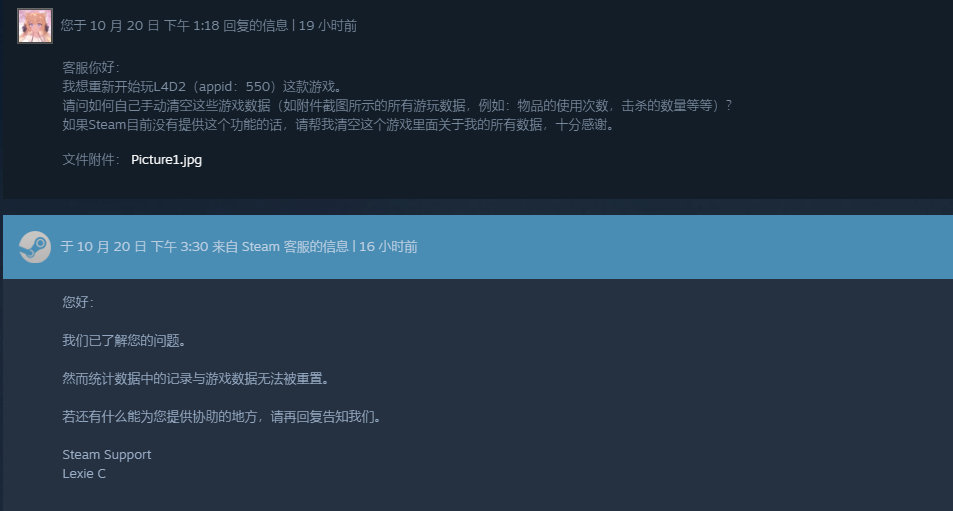 您于 10 月 20 日 下午 1:18 回复的信息 | 19 小时前
客服你好：
我想重新开始玩L4D2（appid：550）这款游戏。
请问如何自己手动清空这些游戏数据（如附件截图所示的所有游玩数据，例如：物品的使用次数，击杀的数量等等）？
如果Steam目前没有提供这个功能的话，请帮我清空这个游戏里面关于我的所有数据，十分感谢。
文件附件： Picture1.jpg
于 10 月 20 日 下午 3:30 来自 Steam 客服的信息 | 16 小时前
您好：
我们已了解您的问题。
然而统计数据中的记录与游戏数据无法被重置。
若还有什么能为您提供协助的地方，请再回复告知我们。
Steam Support
Lexie C